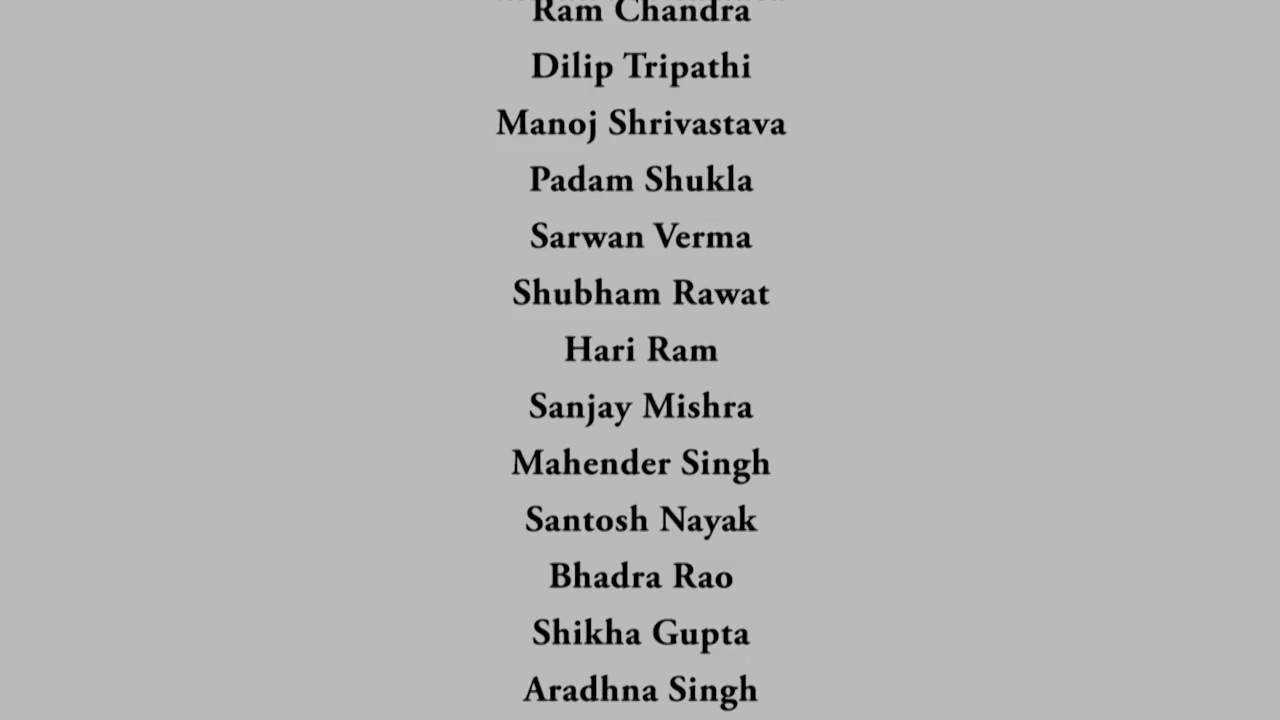 Ram Chandra
Dilip Tripathi
Manoj Shrivastava
Padam Shukla
Sarwan Verma
Shubham Rawat
Hari Ram
Sanjay Mishra
Mahender Singh
Santosh Nayak
Bhadra Rao
Shikha Gupta
Aradhna Singh